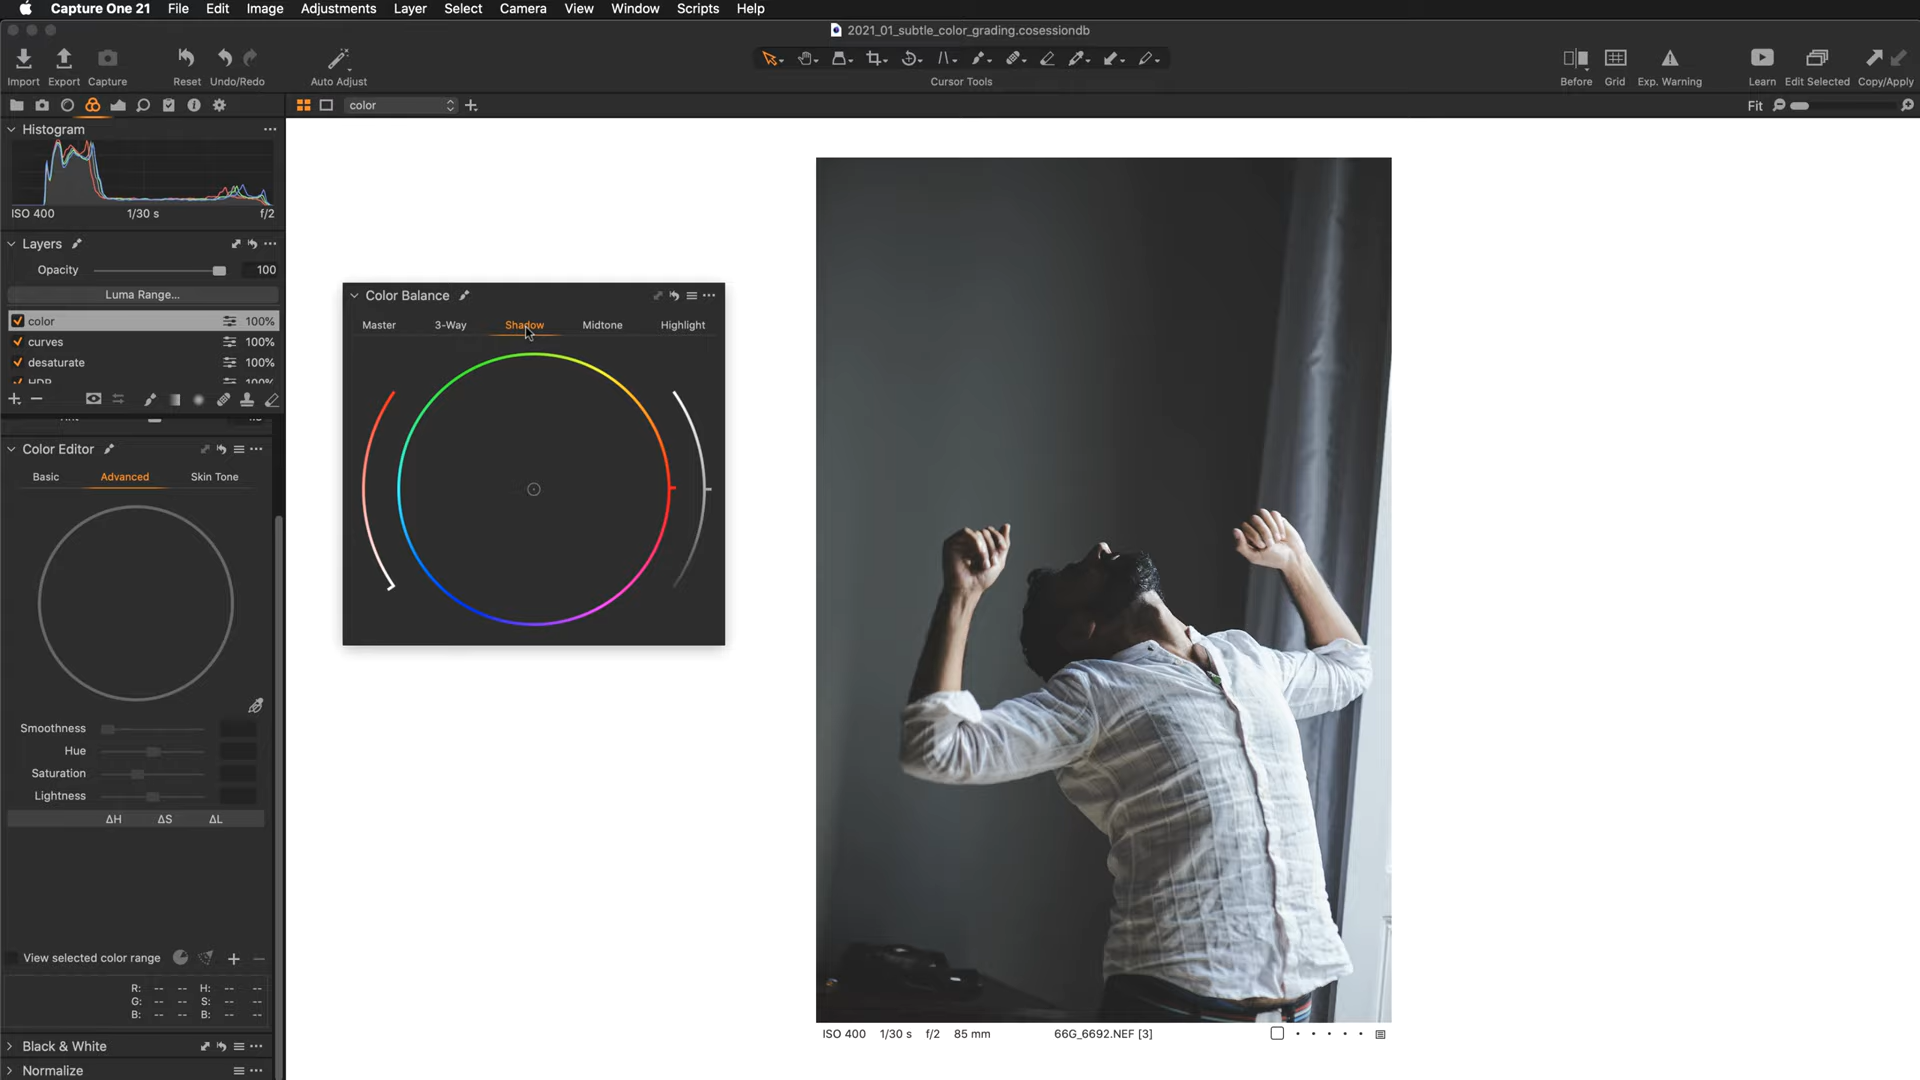 Capture One 21 File Edit Image Adjustments Layer Select Camera View Window Scripts Help
2021_01_subtle_color_grading.cosessiondb
Import Export Capture Reset Undo/Redo Auto Adjust Cursor Tools Before Grid Exp. Warning Learn Edit Selected Copy/Apply
color
Fit
Histogram
ISO 400 1/30 s f/2
Layers
Opacity 100
Luma Range...
color 100%
curves 100%
desaturate 100%
HDR
Color Balance
Master 3-Way Shadow Midtone Highlight
Color Editor
Basic Advanced Skin Tone
Smoothness
Hue
Saturation
Lightness
ΔH ΔS ΔL
View selected color range
R: -- -- H: -- --
G: -- -- S: -- --
B: -- -- B: -- --
Black & White
Normalize
ISO 400 1/30 s f/2 85 mm 66G_6692.NEF [3]